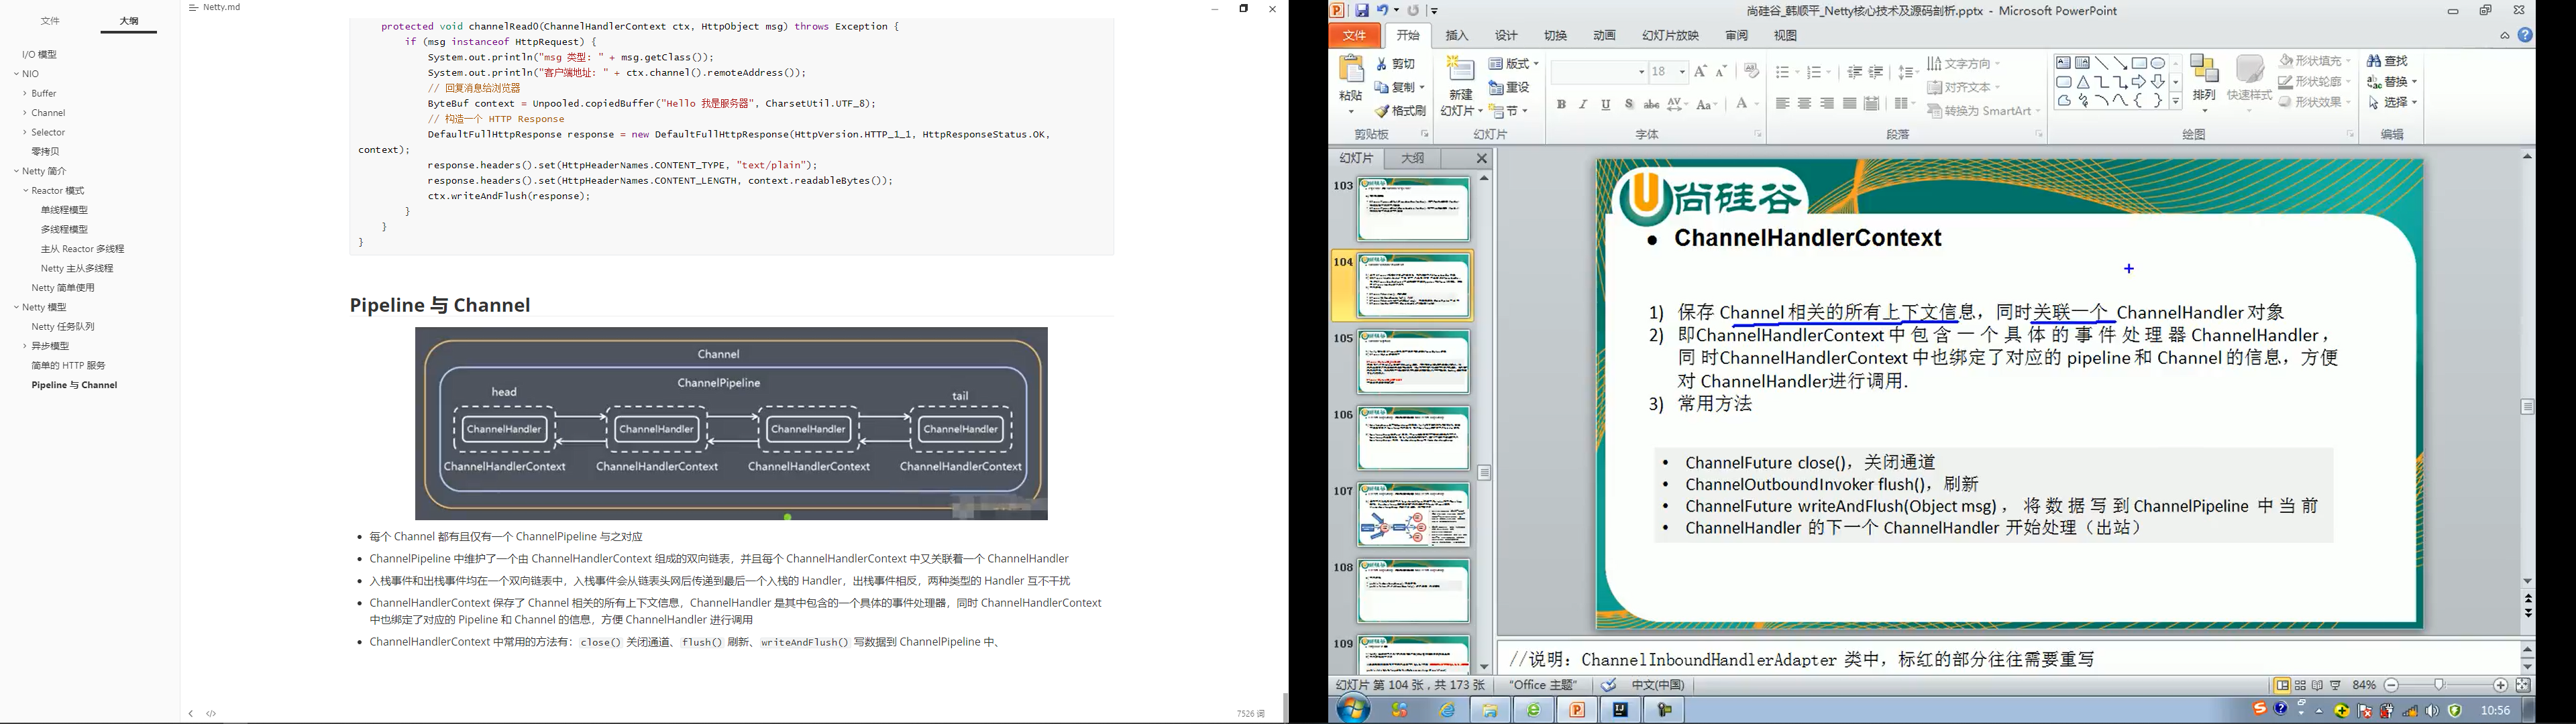 文件
大纲
I/O 模型
NIO
Buffer
Channel
Selector
零拷贝
Netty 简介
Reactor 模式
单线程模型
多线程模型
主从 Reactor 多线程
Netty 主从多线程
Netty 简单使用
Netty 模型
Netty 任务队列
异步模型
简单的 HTTP 服务
Pipeline 与 Channel
Netty.md
protected void channelRead0(ChannelHandlerContext ctx, HttpObject msg) throws Exception {
if (msg instanceof HttpRequest) {
System.out.println("msg 类型: " + msg.getClass());
System.out.println("客户端地址: " + ctx.channel().remoteAddress());
// 回复消息给浏览器
ByteBuf context = Unpooled.copiedBuffer("Hello 我是服务器", CharsetUtil.UTF_8);
// 构造一个 HTTP Response
DefaultFullHttpResponse response = new DefaultFullHttpResponse(HttpVersion.HTTP_1_1, HttpResponseStatus.OK,
context);
response.headers().set(HttpHeaderNames.CONTENT_TYPE, "text/plain");
response.headers().set(HttpHeaderNames.CONTENT_LENGTH, context.readableBytes());
ctx.writeAndFlush(response);
}
}
}
Pipeline 与 Channel
Channel
ChannelPipeline
head
tail
ChannelHandler ChannelHandler ChannelHandler ChannelHandler
ChannelHandlerContext ChannelHandlerContext ChannelHandlerContext ChannelHandlerContext
• 每个 Channel 都有且仅有一个 ChannelPipeline 与之对应
• ChannelPipeline 中维护了一个由 ChannelHandlerContext 组成的双向链表，并且每个 ChannelHandlerContext 中又关联着一个 ChannelHandler
• 入栈事件和出栈事件均在一个双向链表中，入栈事件会从链表头网后传递到最后一个入栈的 Handler，出栈事件相反，两种类型的 Handler 互不干扰
• ChannelHandlerContext 保存了 Channel 相关的所有上下文信息，ChannelHandler 是其中包含的一个具体的事件处理器，同时 ChannelHandlerContext
中也绑定了对应的 Pipeline 和 Channel 的信息，方便 ChannelHandler 进行调用
• ChannelHandlerContext 中常用的方法有：close() 关闭通道、flush() 刷新、writeAndFlush() 写数据到 ChannelPipeline 中、
7526 词
尚硅谷_韩顺平_Netty核心技术及源码剖析.pptx - Microsoft PowerPoint
文件 开始 插入 设计 切换 动画 幻灯片放映 审阅 视图
粘贴
剪切
复制
格式刷
剪贴板
新建
幻灯片
版式
重设
节
幻灯片
18
字体
文字方向
对齐文本
转换为 SmartArt
段落
排列
快速样式
形状填充
形状轮廓
形状效果
绘图
查找
替换
选择
编辑
幻灯片
大纲
103
104
105
106
107
108
109
尚硅谷
• ChannelHandlerContext
1) 保存 Channel 相关的所有上下文信息，同时关联一个 ChannelHandler 对象
2) 即ChannelHandlerContext 中包含一个具体的事件处理器 ChannelHandler，
同时ChannelHandlerContext 中也绑定了对应的 pipeline 和 Channel 的信息，方便
对 ChannelHandler进行调用.
3) 常用方法
• ChannelFuture close()，关闭通道
• ChannelOutboundInvoker flush()，刷新
• ChannelFuture writeAndFlush(Object msg) ， 将数据写到ChannelPipeline 中当前
• ChannelHandler 的下一个 ChannelHandler 开始处理（出站）
//说明：ChannelInboundHandlerAdapter 类中，标红的部分往往需要重写
幻灯片 第 104 张，共 173 张
"Office 主题"
中文(中国)
84%
10:56